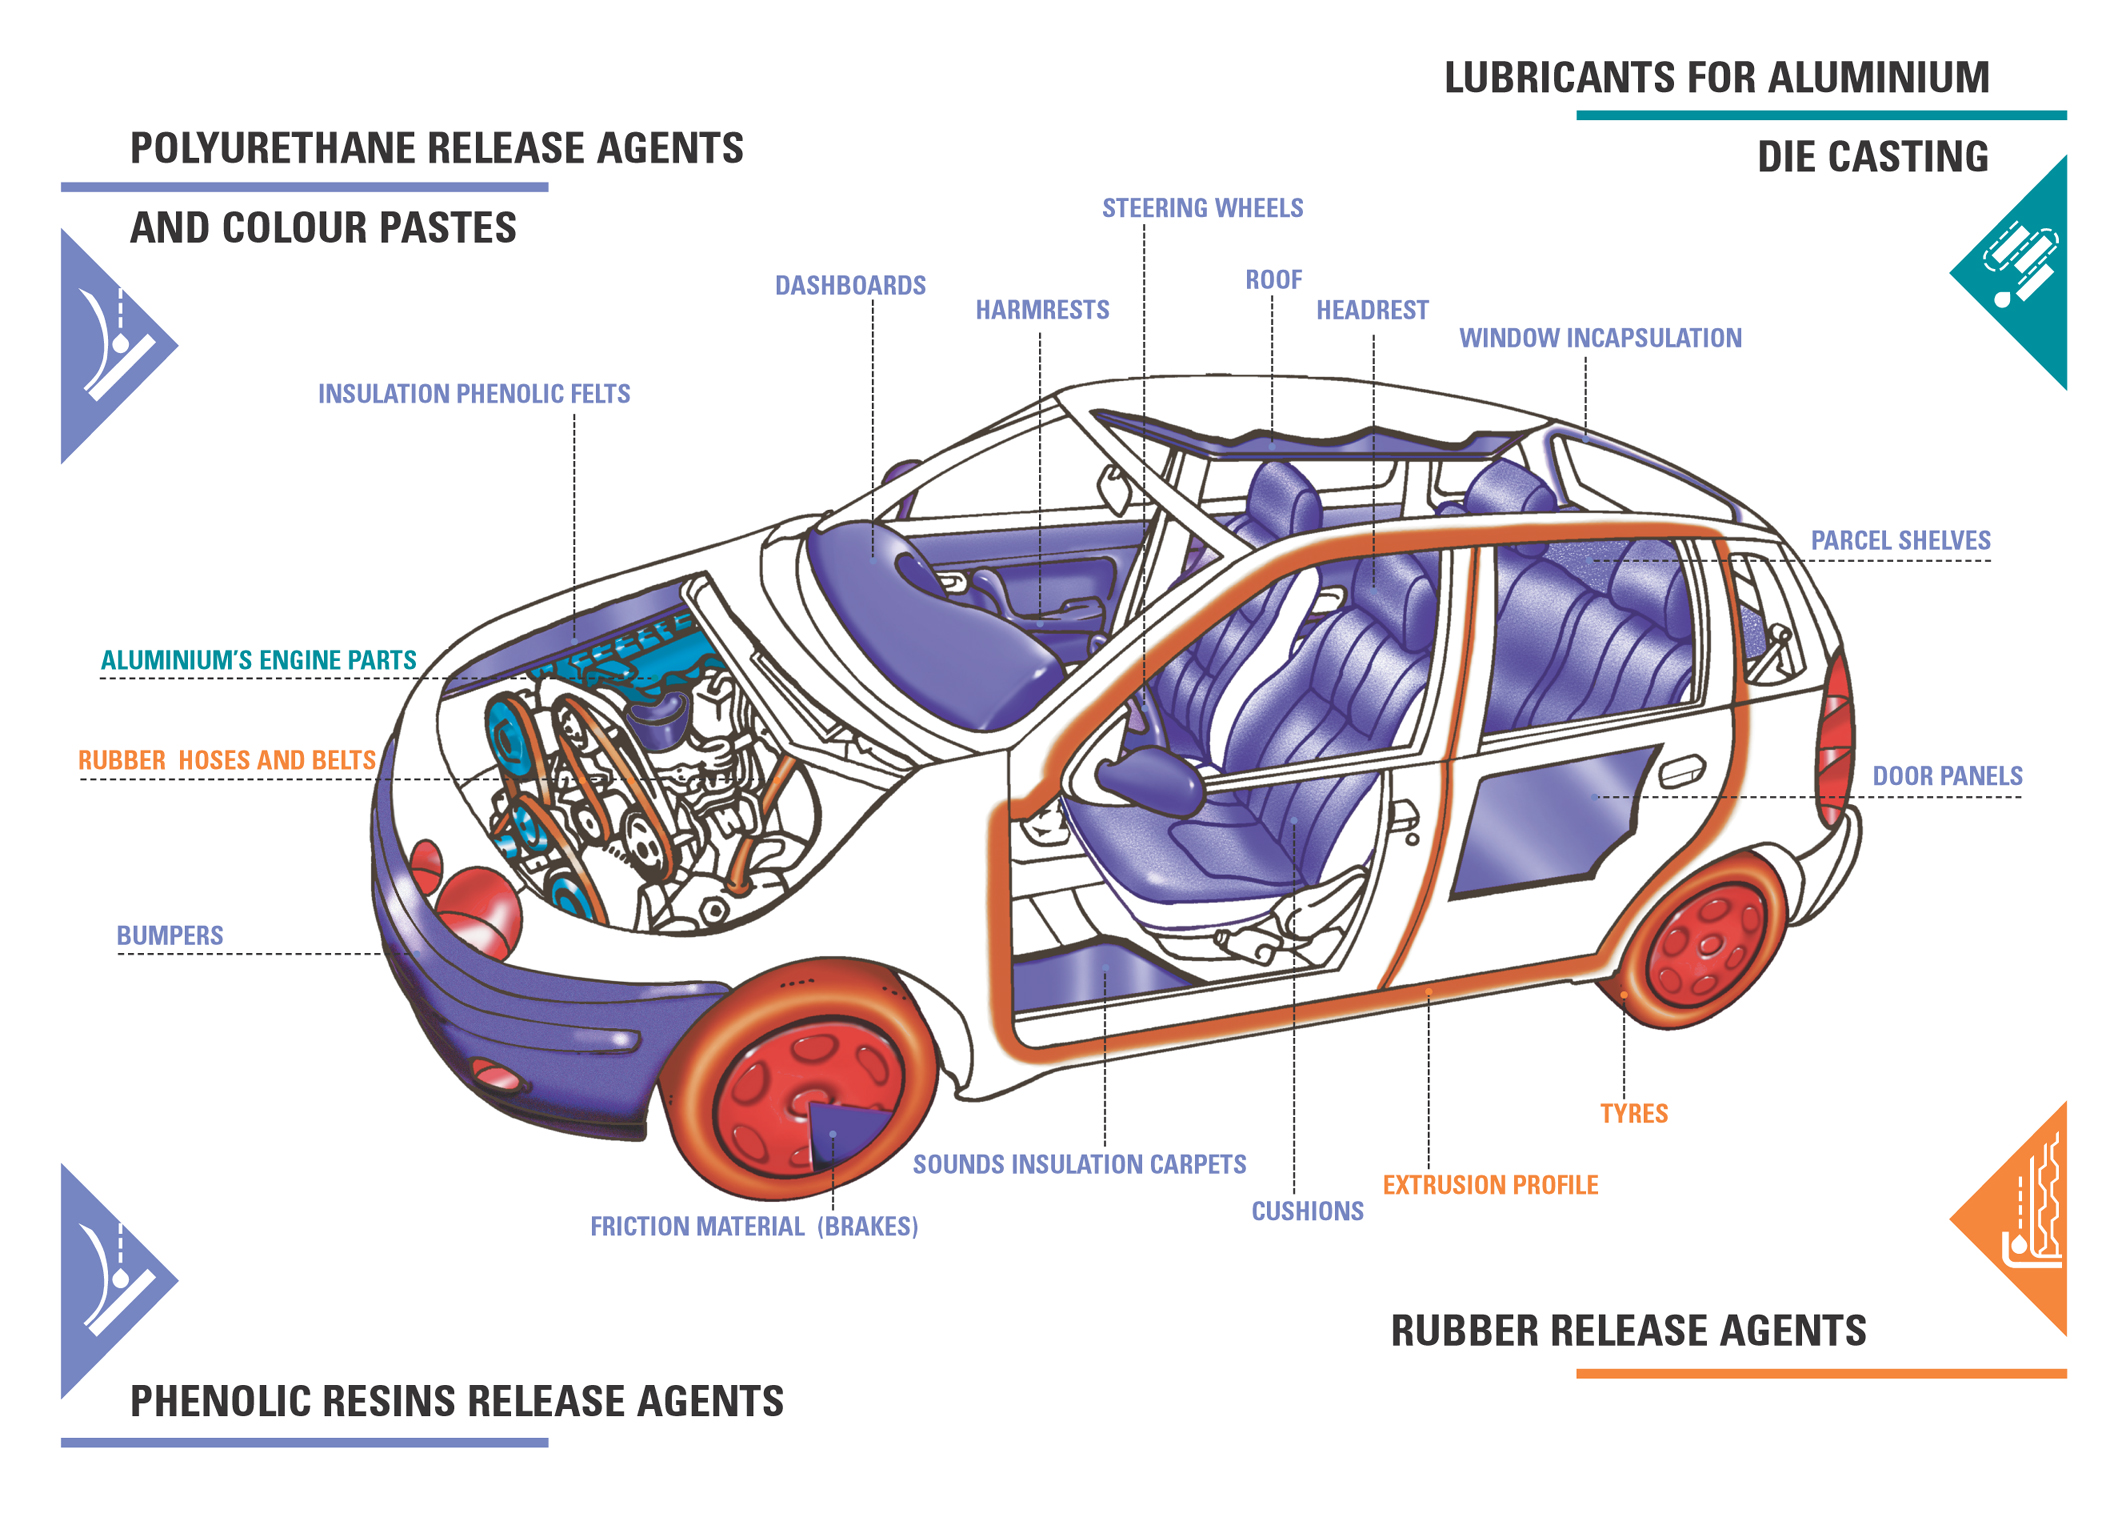 LUBRICANTS FOR ALUMINIUM
DIE CASTING
POLYURETHANE RELEASE AGENTS
AND COLOUR PASTES
STEERING WHEELS
DASHBOARDS
ROOF
HARMRESTS
HEADREST
WINDOW INCAPSULATION
INSULATION PHENOLIC FELTS
PARCEL SHELVES
ALUMINIUM'S ENGINE PARTS
RUBBER HOSES AND BELTS
DOOR PANELS
BUMPERS
TYRES
SOUNDS INSULATION CARPETS
EXTRUSION PROFILE
CUSHIONS
FRICTION MATERIAL (BRAKES)
RUBBER RELEASE AGENTS
PHENOLIC RESINS RELEASE AGENTS